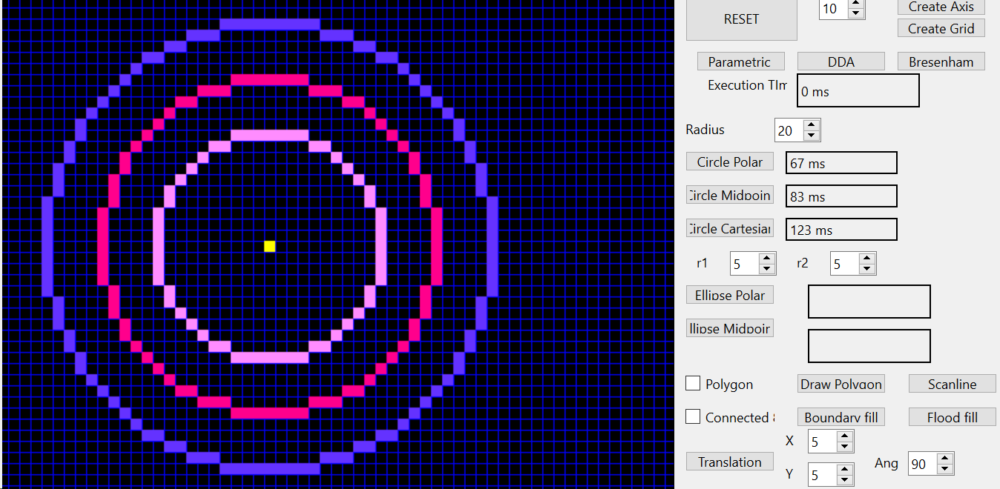 RESET
10
Create Axis
Create Grid
Parametric
DDA
Bresenham
Execution TIm
0 ms
Radius
20
Circle Polar
67 ms
Circle Midpoin
83 ms
Circle Cartesian
123 ms
r1
5
r2
5
Ellipse Polar
llipse Midpoir
Polygon
Draw Polygon
Scanline
Connected 8
Boundary fill
Flood fill
X
5
Translation
Ang
90
Y
5